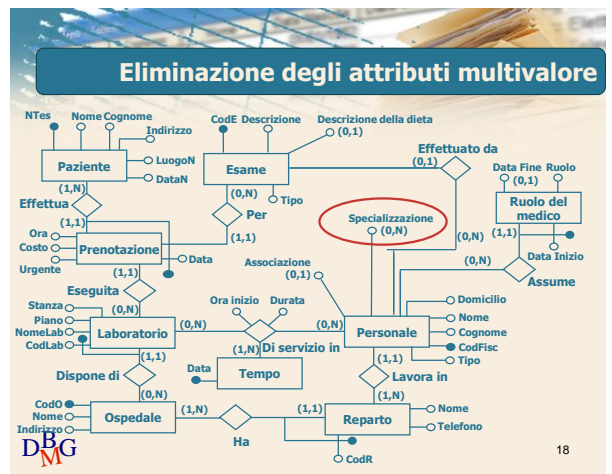 Eliminazione degli attributi multivalore
NTes Nome Cognome
Indirizzo
CodE Descrizione
Descrizione della dieta
(0,1)
Effettuato da
(0,1)
Paziente
LuogoN
DataN
Esame
Tipo
Data Fine Ruolo
(0,1)
Ruolo del
medico
(1,N)
Effettua
(1,1)
(0,N)
Per
(1,1)
Specializzazione
(0,N)
(0,N)
(1,1)
Data Inizio
(0,N)
Assume
Ora
Costo
Urgente
Prenotazione
Data
(1,1)
Eseguita
(0,N)
Associazione
(0,1)
Stanza
Piano
NomeLab
CodLab
Laboratorio
(0,N)
Ora inizio Durata
(0,N)
Personale
Domicilio
Nome
Cognome
CodFisc
Tipo
(1,N)
Di servizio in
(1,1)
Dispone di
(0,N)
Data
Tempo
(1,1)
Lavora in
(1,N)
CodO
Nome
Indirizzo
Ospedale
(1,N)
Ha
(1,1)
Reparto
Nome
Telefono
CodR
DBMG
18